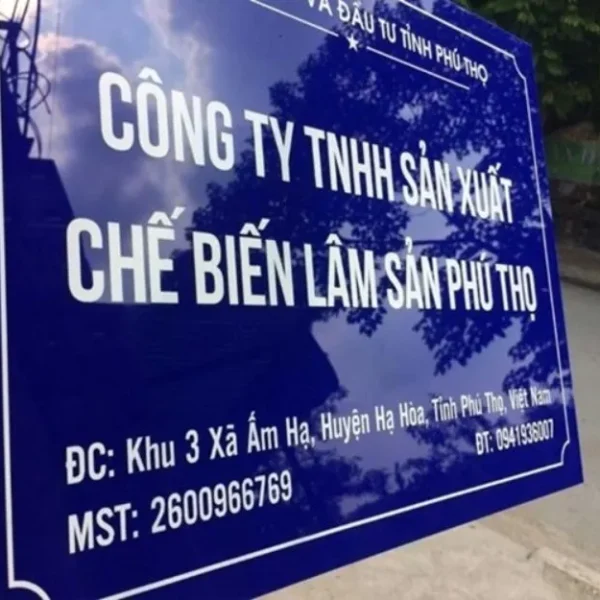 VÀ ĐẦU TƯ TỈNH PHÚ THỌ
CÔNG TY TNHH SẢN XUẤT
CHẾ BIẾN LÂM SẢN PHÚ THỌ
ĐC: Khu 3 Xã Ấm Hạ, Huyện Hạ Hòa, Tỉnh Phú Thọ, Việt Nam
MST: 2600966769
ĐT: 0941936007